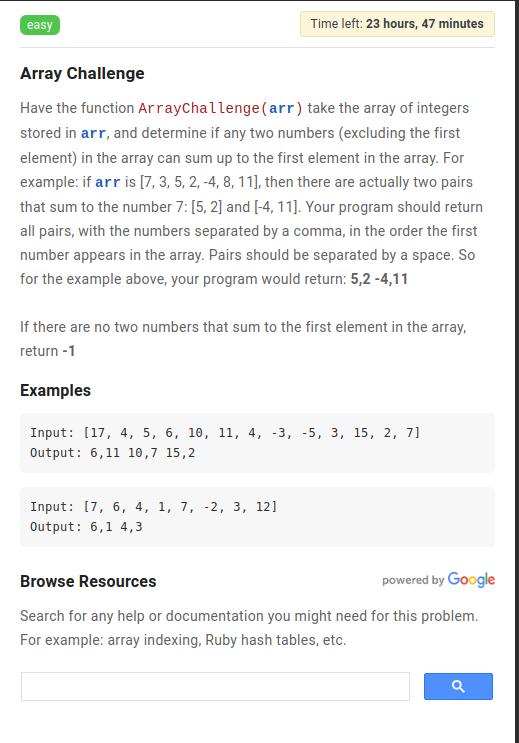 easy
Time left: 23 hours, 47 minutes
Array Challenge
Have the function ArrayChallenge(arr) take the array of integers
stored in arr, and determine if any two numbers (excluding the first
element) in the array can sum up to the first element in the array. For
example: if arr is [7, 3, 5, 2, -4, 8, 11], then there are actually two pairs
that sum to the number 7: [5, 2] and [-4, 11]. Your program should return
all pairs, with the numbers separated by a comma, in the order the first
number appears in the array. Pairs should be separated by a space. So
for the example above, your program would return: 5,2 -4,11
If there are no two numbers that sum to the first element in the array,
return -1
Examples
Input: [17, 4, 5, 6, 10, 11, 4, -3, -5, 3, 15, 2, 7]
Output: 6,11 10,7 15,2
Input: [7, 6, 4, 1, 7, -2, 3, 12]
Output: 6,1 4,3
Browse Resources
powered by Google
Search for any help or documentation you might need for this problem.
For example: array indexing, Ruby hash tables, etc.